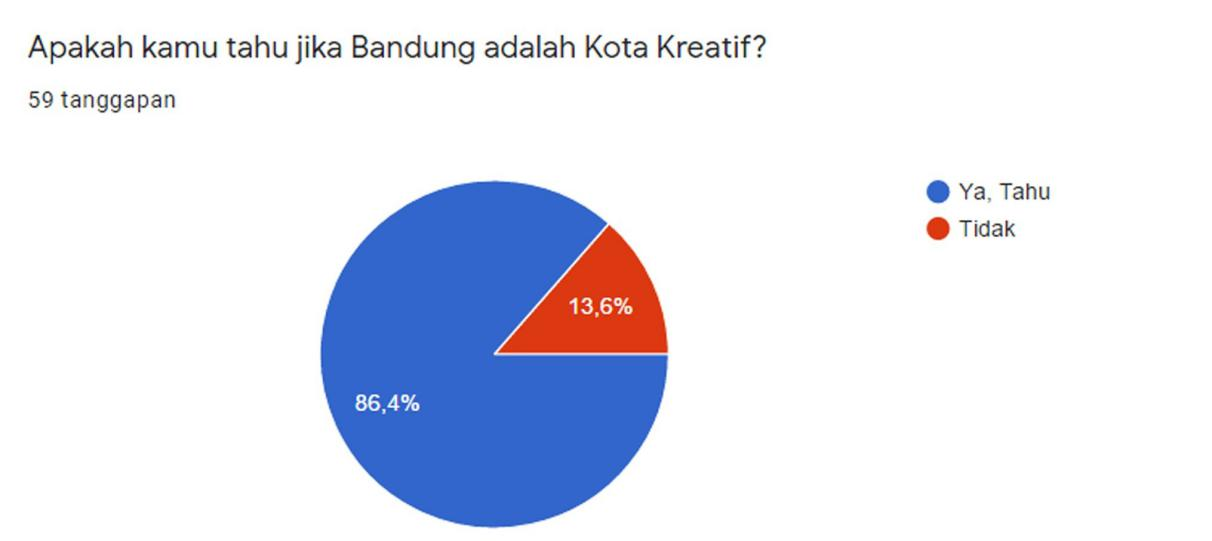 Apakah kamu tahu jika Bandung adalah Kota Kreatif?
59 tanggapan
Ya, Tahu
Tidak
13,6%
86,4%